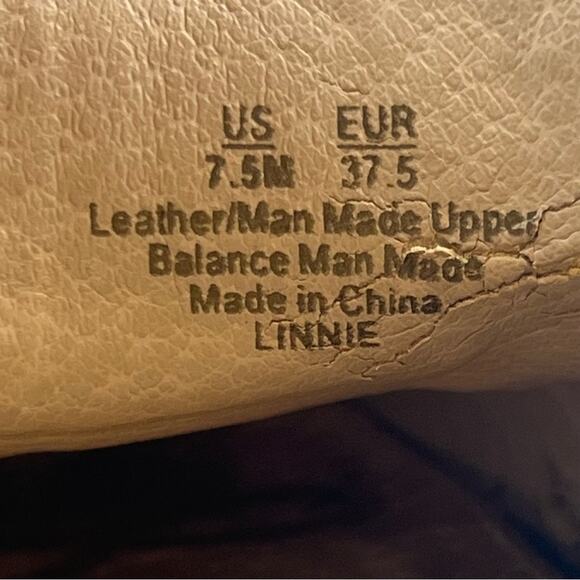 US EUR
7.5M 37.5
Leather/Man Made Upper
Balance Man Made
Made in China
LINNIE